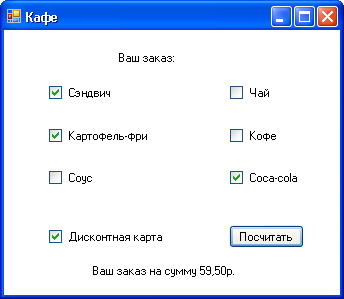 Кафе
Ваш заказ:
Сэндвич
Чай
Картофель-фри
Кофе
Соус
Coca-cola
Дисконтная карта
Посчитать
Ваш заказ на сумму 59,50р.